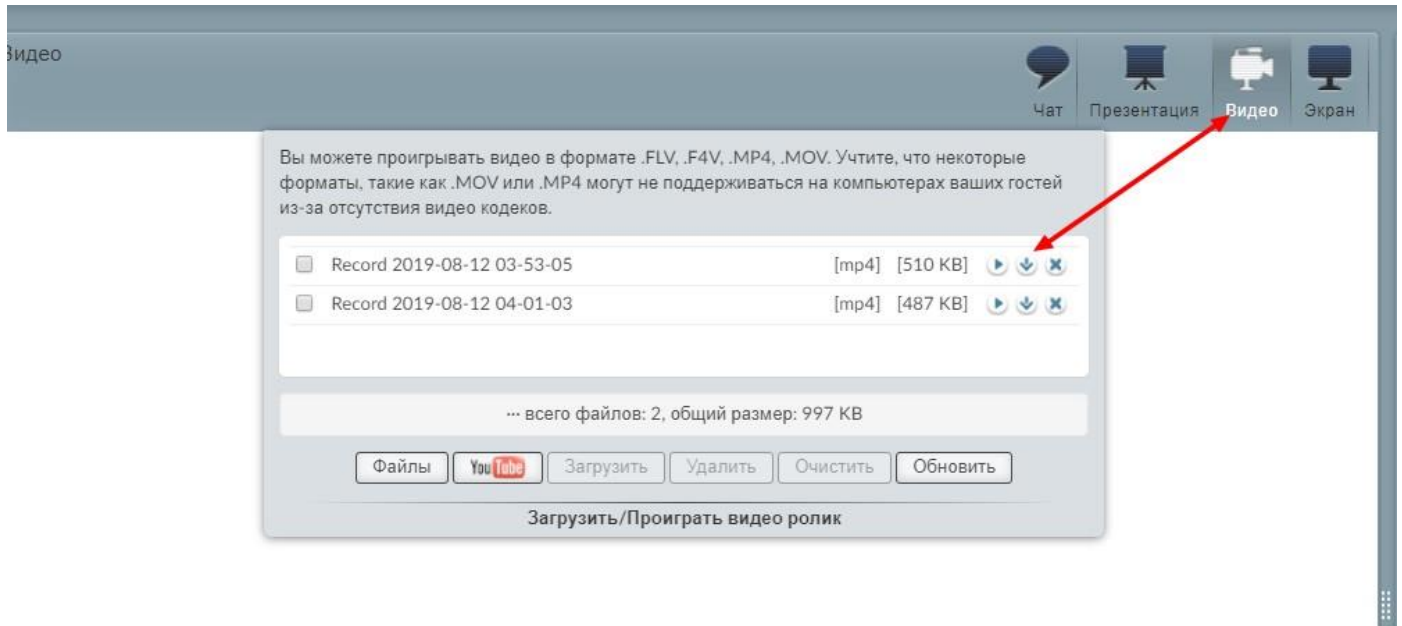 Видео
Чат Презентация Видео Экран
Вы можете проигрывать видео в формате .FLV, .F4V, .MP4, .MOV. Учтите, что некоторые
форматы, такие как .MOV или .MP4 могут не поддерживаться на компьютерах ваших гостей
из-за отсутствия видео кодеков.
Record 2019-08-12 03-53-05 [mp4] [510 KB]
Record 2019-08-12 04-01-03 [mp4] [487 KB]
··· всего файлов: 2, общий размер: 997 KB
Файлы YouTube Загрузить Удалить Очистить Обновить
Загрузить/Проиграть видео ролик